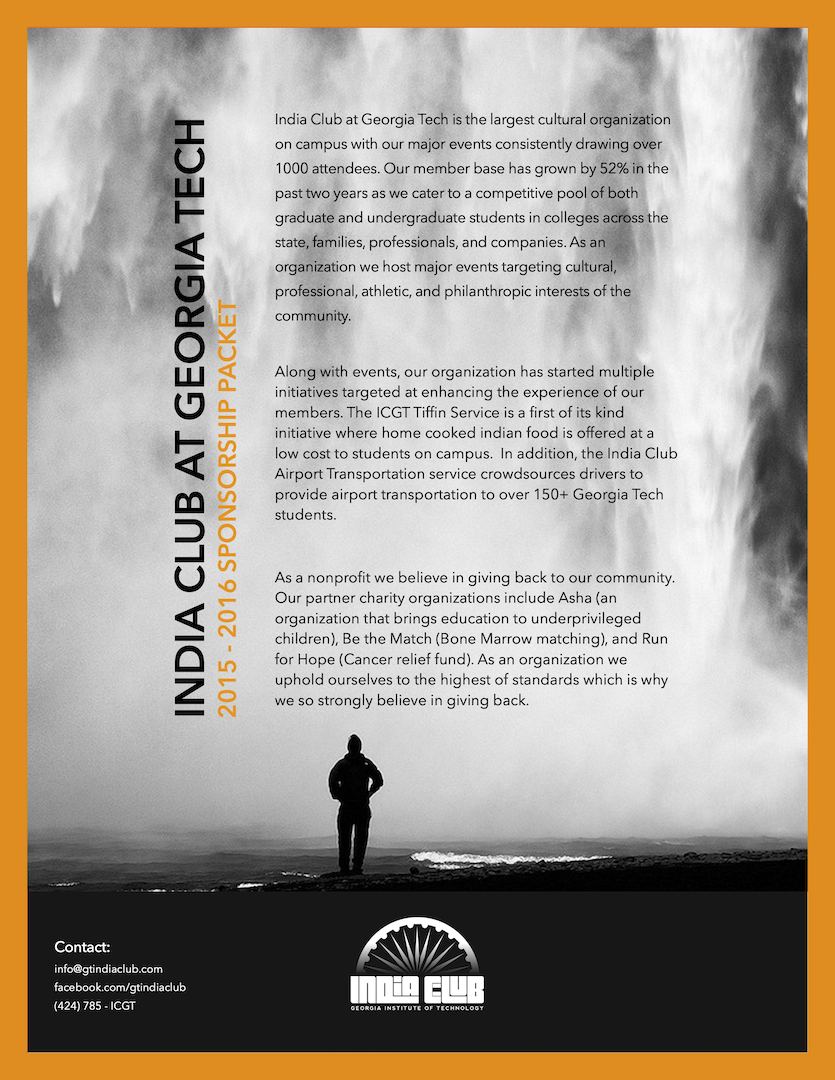 INDIA CLUB AT GEORGIA TECH
2015 - 2016 SPONSORSHIP PACKET
India Club at Georgia Tech is the largest cultural organization
on campus with our major events consistently drawing over
1000 attendees. Our member base has grown by 52% in the
past two years as we cater to a competitive pool of both
graduate and undergraduate students in colleges across the
state, families, professionals, and companies. As an
organization we host major events targeting cultural,
professional, athletic, and philanthropic interests of the
community.
Along with events, our organization has started multiple
initiatives targeted at enhancing the experience of our
members. The ICGT Tiffin Service is a first of its kind
initiative where home cooked indian food is offered at a
low cost to students on campus.  In addition, the India Club
Airport Transportation service crowdsources drivers to
provide airport transportation to over 150+ Georgia Tech
students.
As a nonprofit we believe in giving back to our community.
Our partner charity organizations include Asha (an
organization that brings education to underprivileged
children), Be the Match (Bone Marrow matching), and Run
for Hope (Cancer relief fund). As an organization we
uphold ourselves to the highest of standards which is why
we so strongly believe in giving back.
Contact:
info@gtindiaclub.com
facebook.com/gtindiaclub
(424) 785 - ICGT
INDIA CLUB
GEORGIA INSTITUTE OF TECHNOLOGY